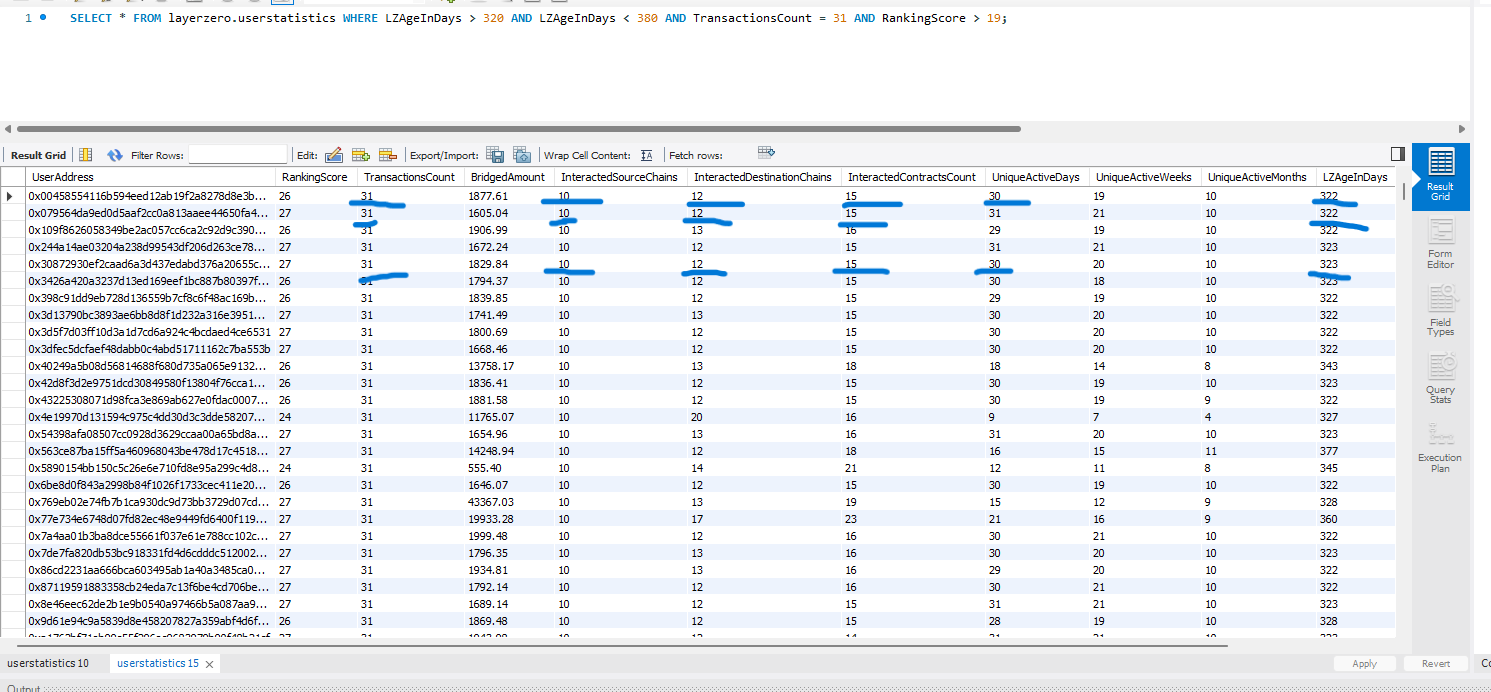 1 SELECT * FROM layerzero.userstatistics WHERE LZAgeInDays > 320 AND LZAgeInDays < 380 AND TransactionsCount = 31 AND RankingScore > 19;
Result Grid Filter Rows: Edit: Export/Import: Wrap Cell Content: Fetch rows:
UserAddress RankingScore TransactionsCount BridgedAmount InteractedSourceChains InteractedDestinationChains InteractedContractsCount UniqueActiveDays UniqueActiveWeeks UniqueActiveMonths LZAgeInDays
0x00458554116b594eed12ab19f2a8278d8e3b... 26 31 1877.61 10 12 15 30 19 10 322
0x079564da9ed0d5aaf2cc0a813aaee44650fa4... 27 31 1605.04 10 12 15 31 21 10 322
0x109f8626058349be2ac057cc6ca2c92d9c390... 26 31 1906.99 10 13 16 29 19 10 322
0x244a14ae03204a238d99543df206d263ce78... 27 31 1672.24 10 12 15 31 21 10 323
0x30872930ef2caad6a3d437edabd376a20655c... 27 31 1829.84 10 12 15 30 20 10 323
0x3426a420a3237d13ed169eef1bc887b80397f... 26 31 1794.37 10 12 15 30 18 10 323
0x398c91dd9eb728d136559b7cf8c6f48ac169b... 26 31 1839.85 10 12 15 29 19 10 322
0x3d13790bc3893ae6bb8d8f1d232a316e3951... 27 31 1741.49 10 13 15 30 20 10 322
0x3d5f7d03ff10d3a1d7cd6a924c4bcdaed4ce6531 27 31 1800.69 10 12 15 30 20 10 322
0x3dfec5dcfaef48dabb0c4abd51711162c7ba553b 27 31 1668.46 10 12 15 30 20 10 322
0x40249a5b08d56814688f680d735a065e9132... 26 31 13758.17 10 13 18 18 14 8 343
0x42d8f3d2e9751dcd30849580f13804f76cca1... 26 31 1836.41 10 12 15 30 19 10 323
0x43225308071d98fca3e869ab627e0fdac0007... 26 31 1881.58 10 12 15 30 19 9 322
0x4e19970d131594c975c4dd30d3c3dde58207... 24 31 11765.07 10 20 16 9 7 4 327
0x54398afa08507cc0928d3629ccaa00a65bd8a... 27 31 1654.96 10 13 16 31 20 10 323
0x563ce87ba15ff5a460968043be478d17c4518... 27 31 14248.94 10 12 18 16 15 11 377
0x5890154bb150c5c26e6e710fd8e95a299c4d8... 24 31 555.40 10 14 21 12 11 8 345
0x6be8d0f843a2998b84f1026f1733cec411e20... 26 31 1646.07 10 12 15 30 19 10 322
0x769eb02e74fb7b1ca930dc9d73bb3729d07cd... 27 31 43367.03 10 13 19 15 12 9 328
0x77e734e6748d07fd82ec48e9449fd6400f119... 27 31 19933.28 10 17 23 21 16 9 360
0x7a4aa01b3ba8dce55661f037e61e788cc102c... 27 31 1999.48 10 12 16 30 21 10 322
0x7de7fa820db53bc918331fd4d6cdddc512002... 27 31 1796.35 10 13 16 30 20 10 323
0x86cd2231aa666bca603495ab1a40a3485ca0... 27 31 1934.81 10 13 16 29 20 10 322
0x87119591883358cb24eda7c13f6be4cd706be... 27 31 1792.14 10 12 16 30 21 10 322
0x8e46eec62de2b1e9b0540a97466b5a087aa9... 27 31 1689.14 10 12 15 31 21 10 323
0x9d61e94c9a5839d8e458207827a359abf4d6f... 26 31 1869.48 10 12 15 28 19 10 328
Result Grid
Form Editor
Field Types
Query Stats
Execution Plan
userstatistics 10 userstatistics 15 Apply Revert
Output